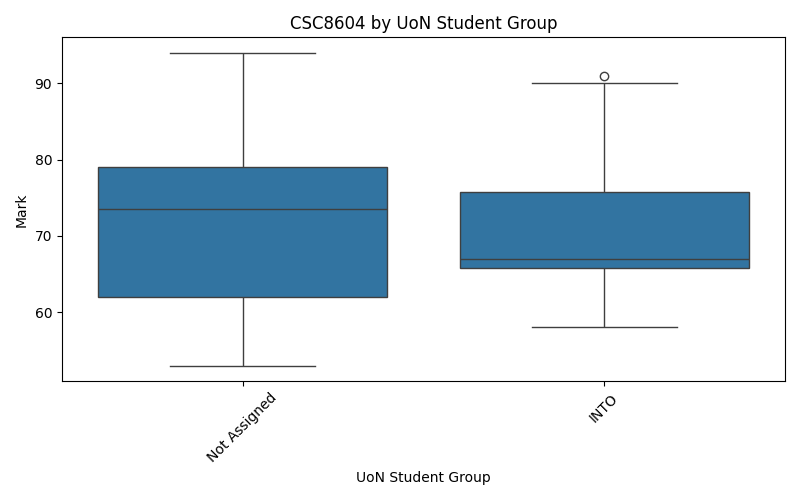 CSC8604 by UoN Student Group
Mark
90
80
70
60
Not Assigned
INTO
UoN Student Group